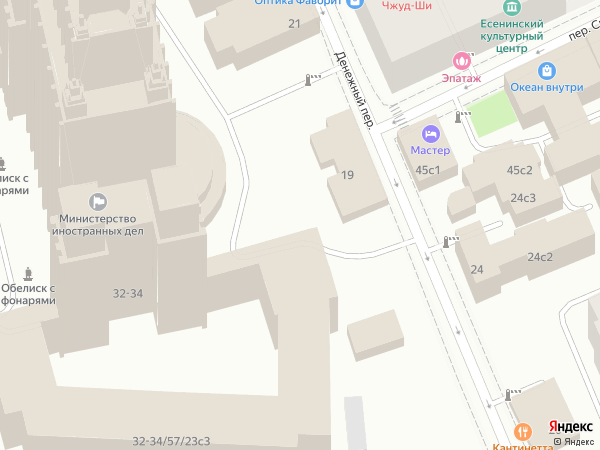 Оптика Фаворит
21
Чжуд-Ши
Есенинский
культурный
центр
Эпатаж
Океан внутри
Денежный пер.
Мастер
45с1
45с2
24с3
19
Министерство
иностранных дел
Обелиск с
фонарями
32-34
24
24с2
32-34/57/23с3
Кантинетта
Яндекс
© Яндекс